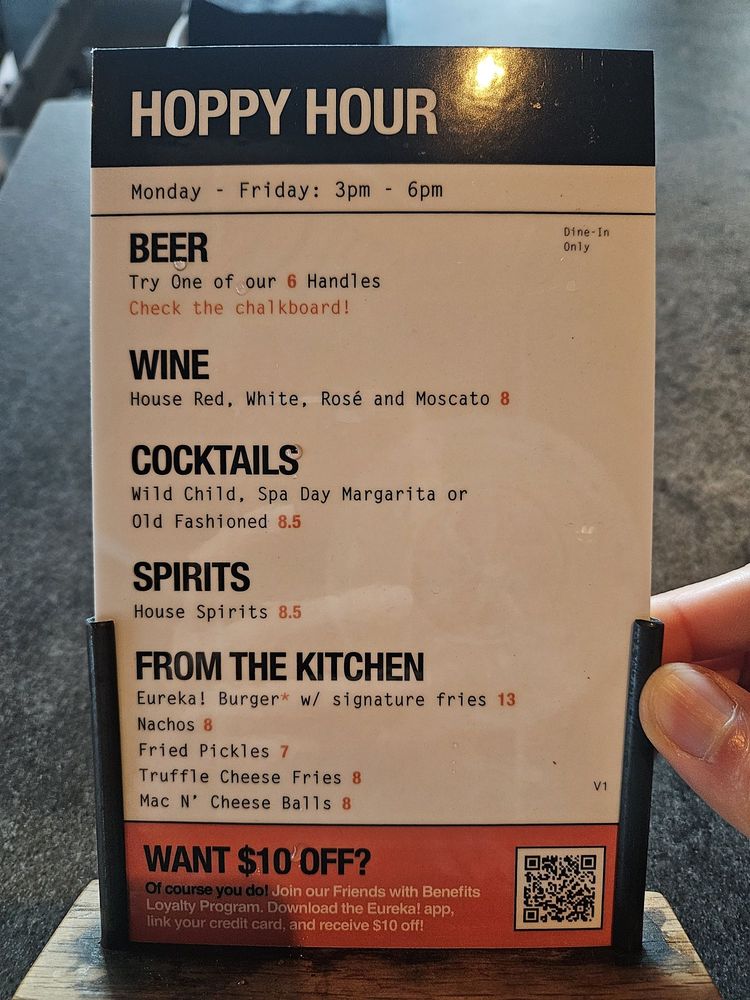 HOPPY HOUR
Monday - Friday: 3pm - 6pm
Dine-In
Only
BEER
Try One of our 6 Handles
Check the chalkboard!
WINE
House Red, White, Rosé and Moscato 8
COCKTAILS
Wild Child, Spa Day Margarita or
Old Fashioned 8.5
SPIRITS
House Spirits 8.5
FROM THE KITCHEN
Eureka! Burger* w/ signature fries 13
Nachos 8
Fried Pickles 7
Truffle Cheese Fries 8
Mac N' Cheese Balls 8
V1
WANT $10 OFF?
Of course you do! Join our Friends with Benefits
Loyalty Program. Download the Eureka! app,
link your credit card, and receive $10 off!